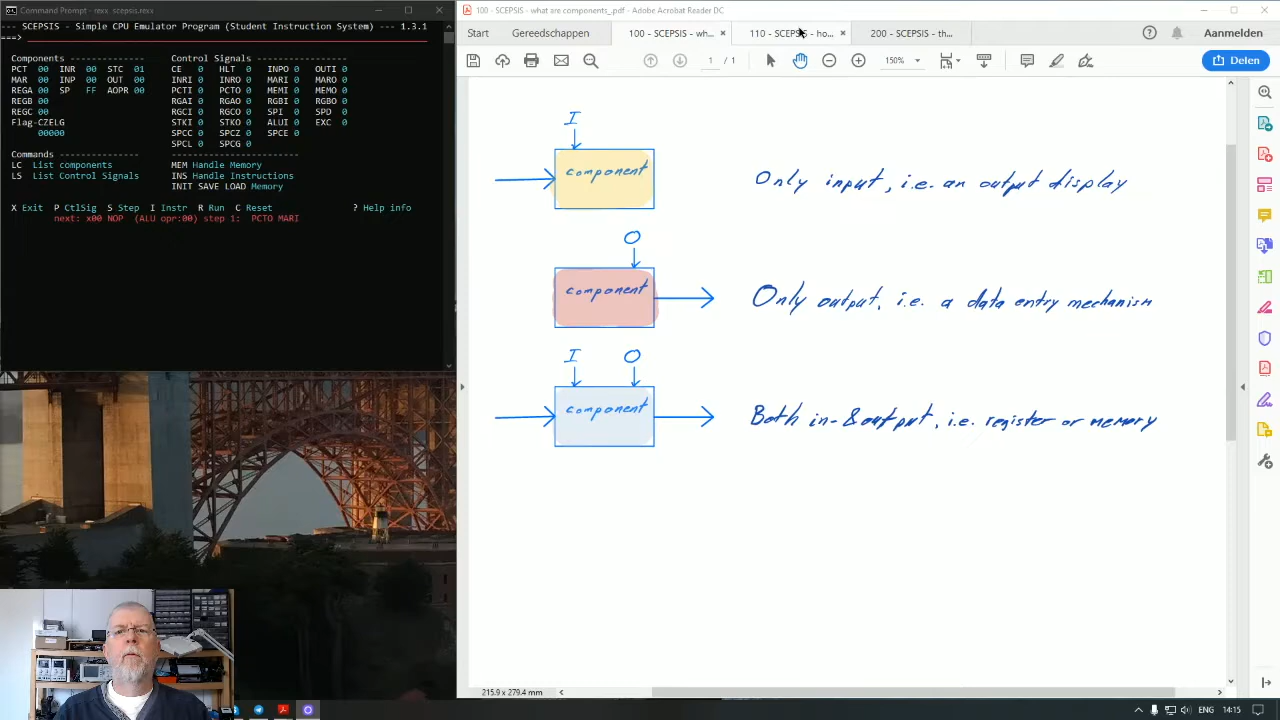 Command Prompt - rexx scepsis.rexx
--- SCEPSIS - Simple CPU Emulator Program (Student Instruction System) --- 1.3.1
===>
Components -------------- Control Signals -----------------
PCT 00 INR 00 STC 01 CE 0 HLT 0 INPO 0 OUTI 0
MAR 00 INP 00 OUT 00 INRI 0 INRO 0 MARI 0 MARO 0
REGA 00 SP FF AOPR 00 PCTI 0 PCTO 0 MEMI 0 MEMO 0
REGB 00 RGAI 0 RGAO 0 RGBI 0 RGBO 0
REGC 00 RGCI 0 RGCO 0 SPI 0 SPD 0
Flag-CZELG STKI 0 STKO 0 ALUI 0 EXC 0
00000 SPCC 0 SPCZ 0 SPCE 0
SPCL 0 SPCG 0
Commands --------------- ------------------------
LC List components MEM Handle Memory
LS List Control Signals INS Handle Instructions
INIT SAVE LOAD Memory
X Exit P CtlSig S Step I Instr R Run C Reset ? Help info
next: x00 NOP (ALU opr:00) step 1: PCTO MARI
100 - SCEPSIS - what are components_.pdf - Adobe Acrobat Reader DC
Start Gereedschappen 100 - SCEPSIS - wh... 110 - SCEPSIS - ho... 200 - SCEPSIS - th... Aanmelden
1 / 1 150% Delen
I
component Only input, i.e. an output display
O
component Only output, i.e. a data entry mechanism
I O
component Both in- & output, i.e. register or memory
215.9 x 279.4 mm
ENG 14:15